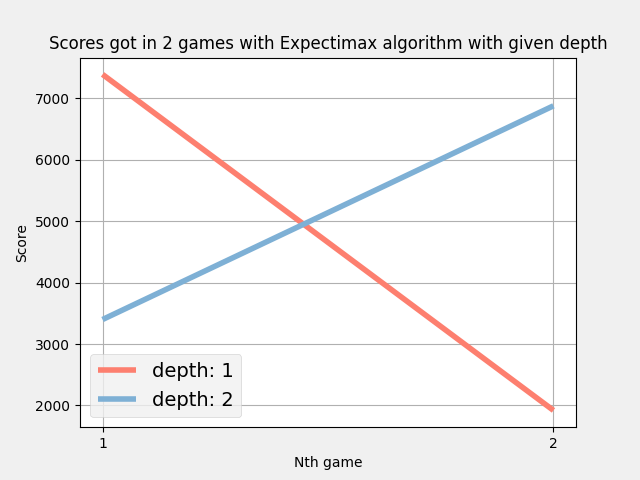 Scores got in 2 games with Expectimax algorithm with given depth
7000
6000
5000
4000
3000
2000
Score
depth: 1
depth: 2
1
2
Nth game